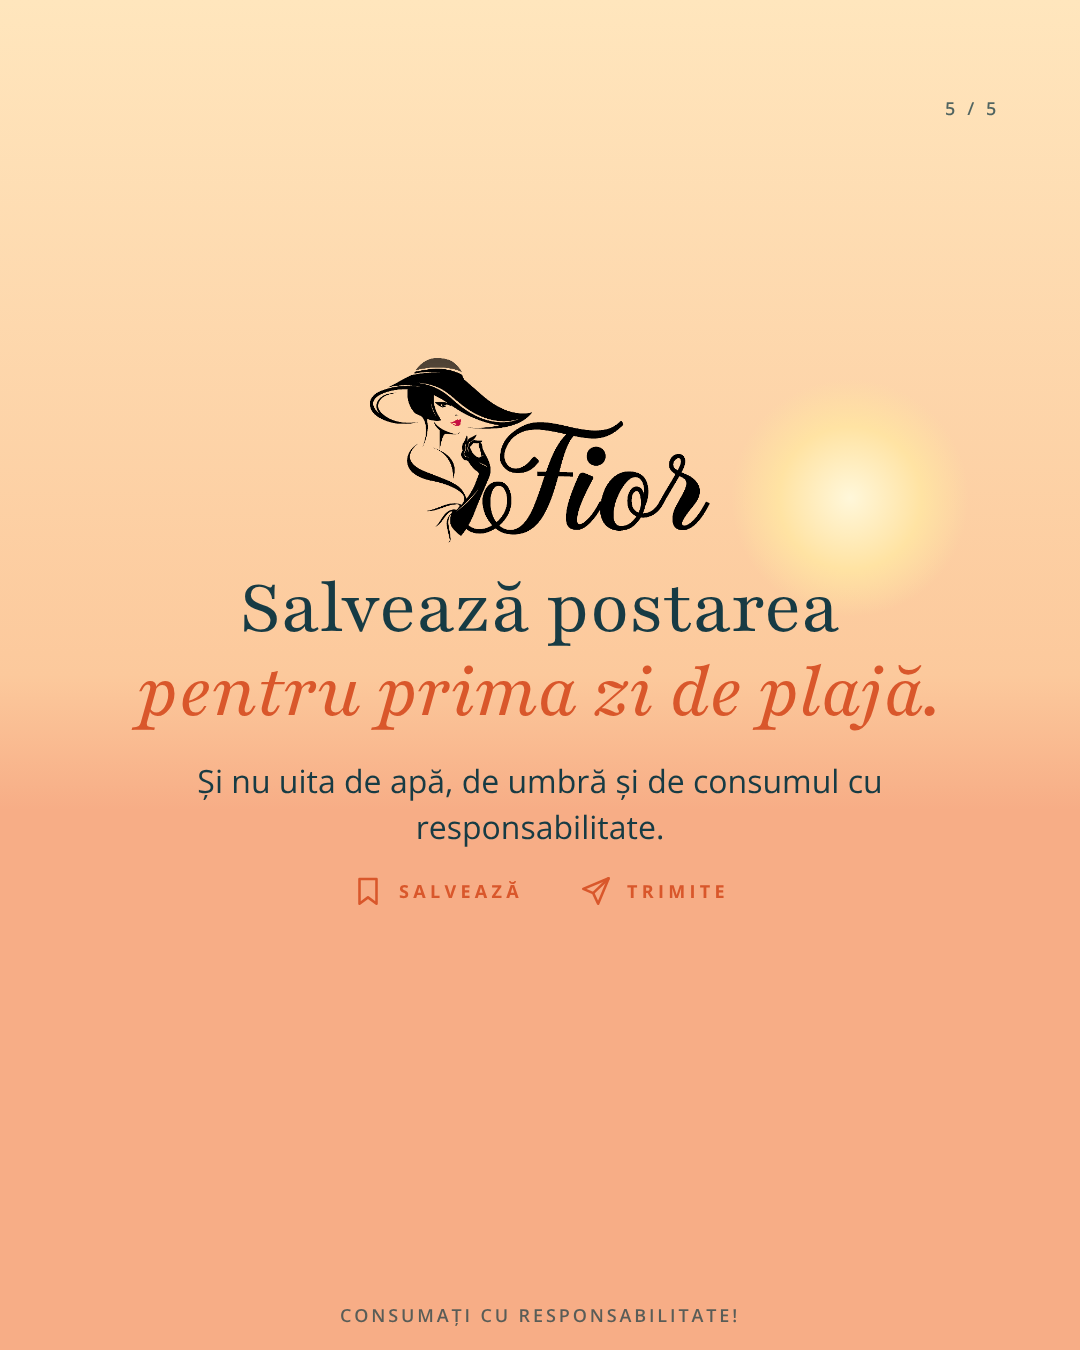 5 / 5
Fior
Salvează postarea
pentru prima zi de plajă.
Și nu uita de apă, de umbră și de consumul cu
responsabilitate.
SALVEAZĂ TRIMITE
CONSUMAȚI CU RESPONSABILITATE!